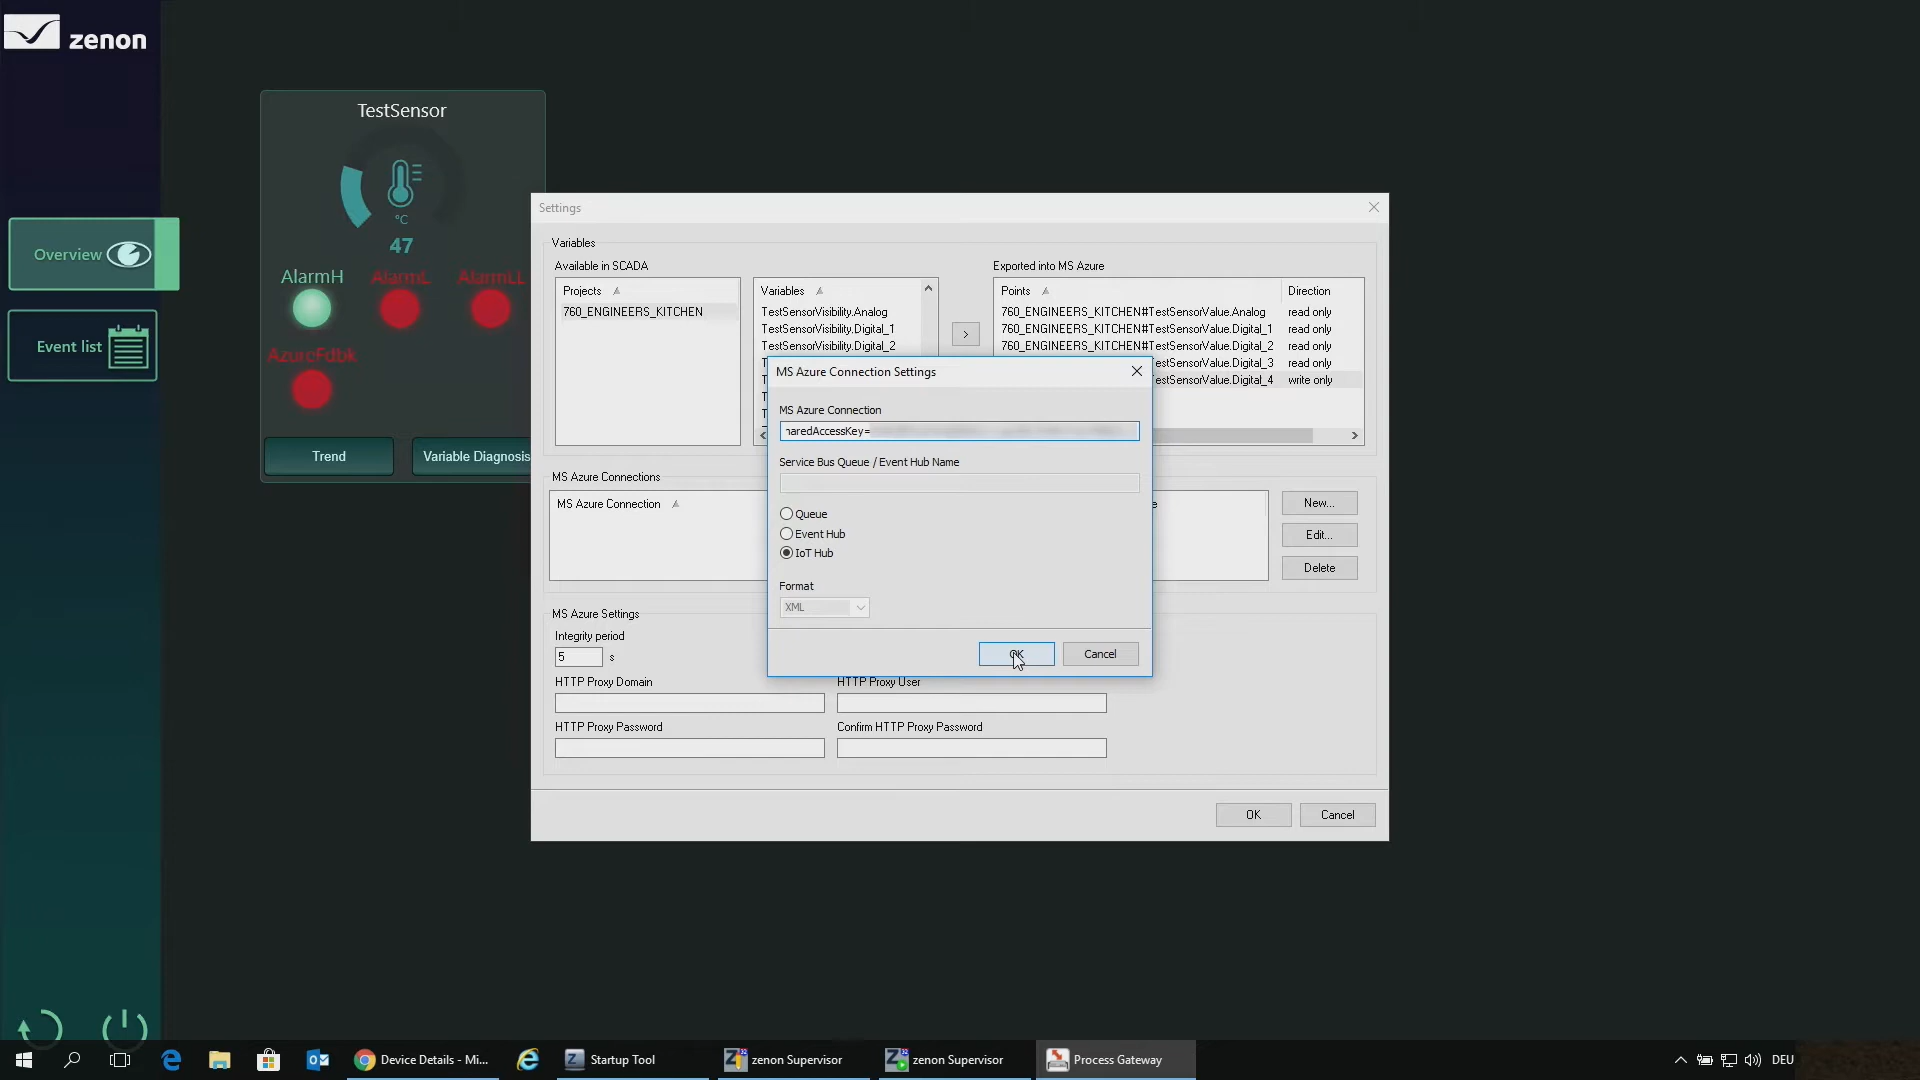 zenon
TestSensor
°C
47
AlarmH AlarmL AlarmLL
AzureFdbk
Trend
Variable Diagnosis
Overview
Event list
Settings
Variables
Available in SCADA
Projects
760_ENGINEERS_KITCHEN
Variables
TestSensorVisibility.Analog
TestSensorVisibility.Digital_1
TestSensorVisibility.Digital_2
>
Exported into MS Azure
Points Direction
760_ENGINEERS_KITCHEN#TestSensorValue.Analog read only
760_ENGINEERS_KITCHEN#TestSensorValue.Digital_1 read only
760_ENGINEERS_KITCHEN#TestSensorValue.Digital_2 read only
TestSensorValue.Digital_3 read only
TestSensorValue.Digital_4 write only
MS Azure Connections
MS Azure Connection
New...
Edit...
Delete
MS Azure Settings
Integrity period
5 s
HTTP Proxy Domain
HTTP Proxy User
HTTP Proxy Password
Confirm HTTP Proxy Password
OK
Cancel
MS Azure Connection Settings
MS Azure Connection
haredAccessKey=
Service Bus Queue / Event Hub Name
Queue
Event Hub
IoT Hub
Format
XML
OK
Cancel
Device Details - Mi...
Startup Tool
zenon Supervisor
zenon Supervisor
Process Gateway
DEU